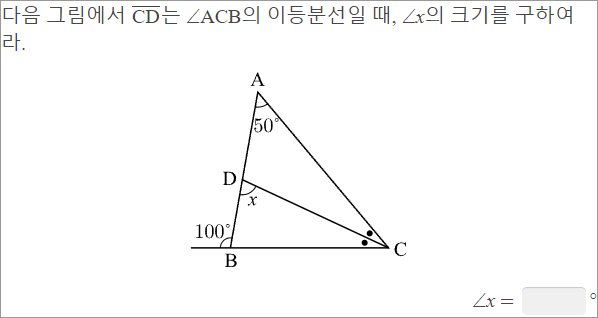 다음 그림에서 CD는 ∠ACB의 이등분선일 때, ∠x의 크기를 구하여
라.
A
50°
D
x
100°
B
C
∠x = °